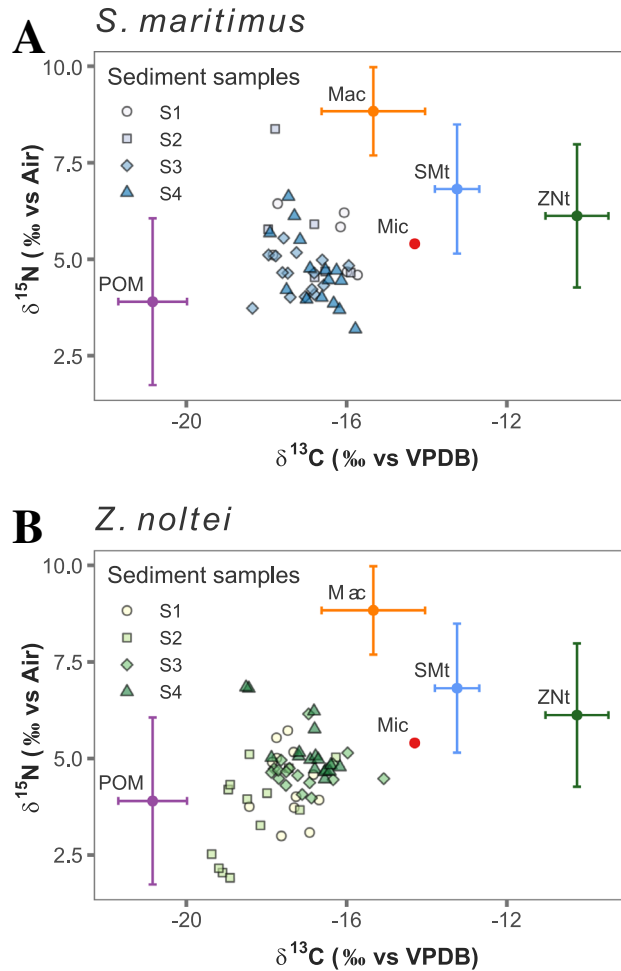 A
S. maritimus
10.0
7.5
5.0
2.5
δ¹⁵N (‰ vs Air)
Sediment samples
S1
S2
S3
S4
Mac
SMt
ZNt
Mic
POM
-20
-16
-12
δ¹³C (‰ vs VPDB)
B
Z. noltei
10.0
7.5
5.0
2.5
δ¹⁵N (‰ vs Air)
Sediment samples
S1
S2
S3
S4
Mac
SMt
ZNt
Mic
POM
-20
-16
-12
δ¹³C (‰ vs VPDB)